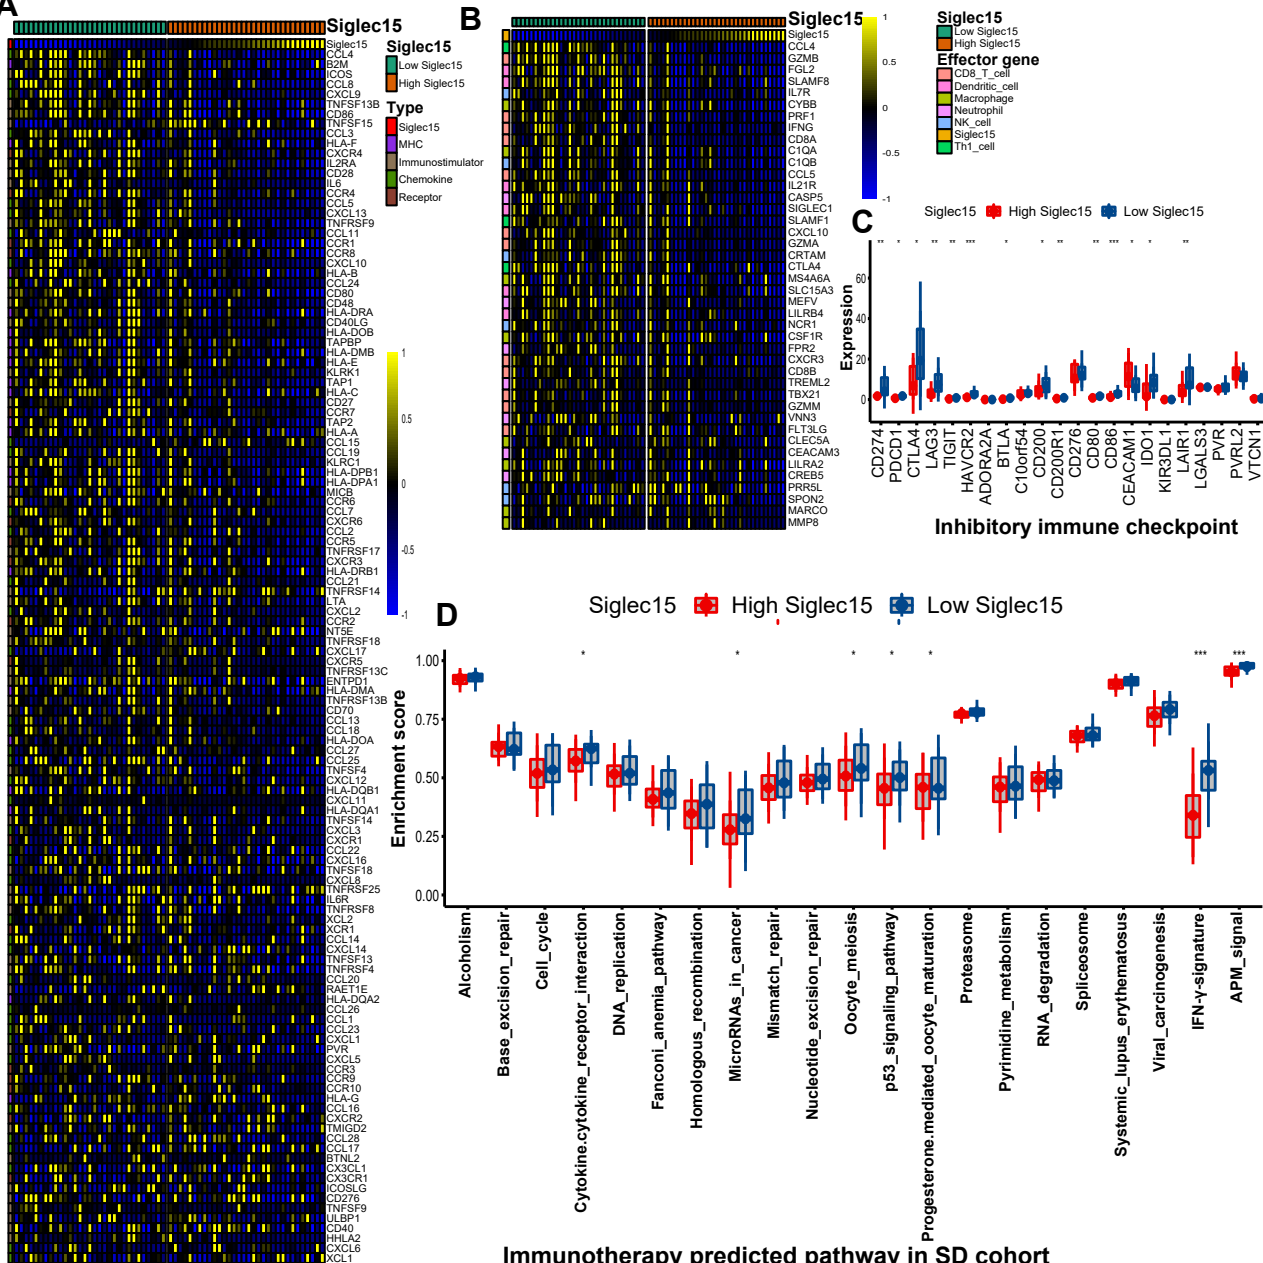 A
Siglec15
Siglec15
CCL4
B2M
ICOS
CCL8
CXCL9
TNFSF13B
CD86
TNFSF15
CCL3
HLA-F
CXCR4
IL2RA
CD28
IL6
CCR4
CCL5
CXCL13
TNFRSF9
CCL11
CCR1
CCR8
CXCL10
HLA-B
CCL24
CD80
CD48
HLA-DRA
CD40LG
HLA-DOB
TAPBP
HLA-DMB
HLA-E
KLRK1
TAP1
HLA-C
CD27
CCR7
TAP2
HLA-A
CCL15
CCL19
KLRC1
HLA-DPB1
HLA-DPA1
MICB
CCR6
CCL7
CXCR6
CCL2
CCR5
TNFRSF17
CXCR3
HLA-DRB1
CCL21
TNFRSF14
LTA
CXCL2
CCR2
NT5E
TNFRSF18
CXCL17
CXCR5
TNFRSF13C
ENTPD1
HLA-DMA
TNFRSF13B
CD70
CCL13
CCL18
HLA-DOA
CCL27
CCL25
TNFSF4
CXCL12
HLA-DQB1
CXCL11
HLA-DQA1
TNFSF14
CXCL3
CXCR1
CCL22
CXCL16
TNFSF18
CXCL8
TNFRSF25
IL6R
TNFRSF8
XCL2
XCR1
CCL14
CXCL14
TNFSF13
TNFRSF4
CCL20
RAET1E
HLA-DQA2
CCL26
CCL1
CCL23
CXCL1
PVR
CXCL5
CCR3
CCR9
CCR10
HLA-G
CCL16
CXCR2
TMIGD2
CCL28
CCL17
BTNL2
CX3CL1
CX3CR1
ICOSLG
CD276
TNFSF9
ULBP1
CD40
HHLA2
CXCL6
XCL1
Siglec15
Low Siglec15
High Siglec15
Type
Siglec15
MHC
Immunostimulator
Chemokine
Receptor
1
0.5
0
-0.5
-1
B
Siglec15
Siglec15
CCL4
GZMB
FGL2
SLAMF8
IL7R
CYBB
PRF1
IFNG
CD8A
C1QA
C1QB
CCL5
IL21R
CASP5
SIGLEC1
SLAMF1
CXCL10
GZMA
CRTAM
CTLA4
MS4A6A
SLC15A3
MEFV
LILRB4
NCR1
CSF1R
FPR2
CXCR3
CD8B
TREML2
TBX21
GZMM
VNN3
FLT3LG
CLEC5A
CEACAM3
LILRA2
CREB5
PRR5L
SPON2
MARCO
MMP8
1
0.5
0
-0.5
-1
Siglec15
Low Siglec15
High Siglec15
Effector gene
CD8_T_cell
Dendritic_cell
Macrophage
Neutrophil
NK_cell
Siglec15
Th1_cell
C
Siglec15 High Siglec15 Low Siglec15
** * * ** ** *** * * ** ** *** * * **
Expression
60
40
20
0
CD274
PDCD1
CTLA4
LAG3
TIGIT
HAVCR2
ADORA2A
BTLA
C10orf54
CD200
CD200R1
CD276
CD80
CD86
CEACAM1
IDO1
KIR3DL1
LAIR1
LGALS3
PVR
PVRL2
VTCN1
Inhibitory immune checkpoint
D
Siglec15 High Siglec15 Low Siglec15
* * * * * *** ***
Enrichment score
1.00
0.75
0.50
0.25
0.00
Alcoholism
Base_excision_repair
Cell_cycle
Cytokine.cytokine_receptor_interaction
DNA_replication
Fanconi_anemia_pathway
Homologous_recombination
MicroRNAs_in_cancer
Mismatch_repair
Nucleotide_excision_repair
Oocyte_meiosis
p53_signaling_pathway
Progesterone.mediated_oocyte_maturation
Proteasome
Pyrimidine_metabolism
RNA_degradation
Spliceosome
Systemic_lupus_erythematosus
Viral_carcinogenesis
IFN-γ-signature
APM_signal
Immunotherapy predicted pathway in SD cohort